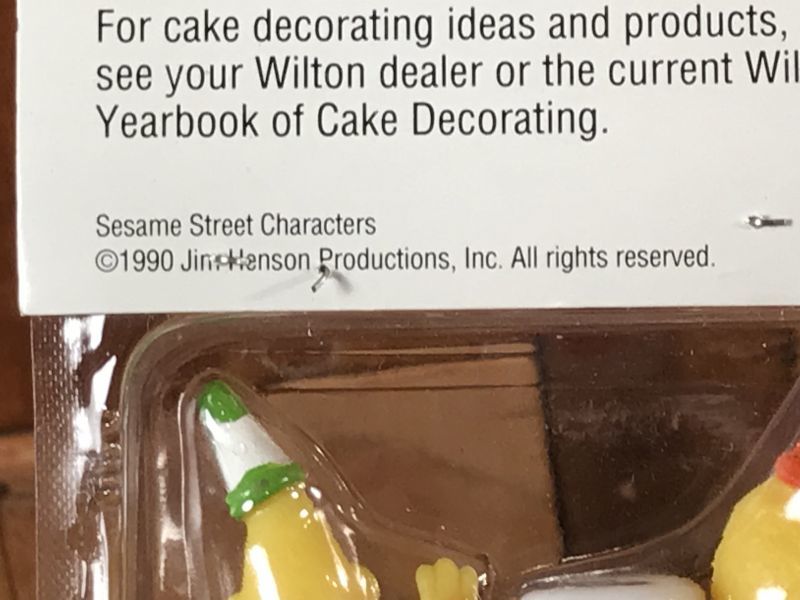 For cake decorating ideas and products,
see your Wilton dealer or the current Wil
Yearbook of Cake Decorating.
Sesame Street Characters
©1990 Jim Henson Productions, Inc. All rights reserved.